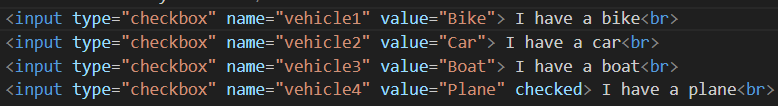 <input type="checkbox" name="vehicle1" value="Bike"> I have a bike<br>
<input type="checkbox" name="vehicle2" value="Car"> I have a car<br>
<input type="checkbox" name="vehicle3" value="Boat"> I have a boat<br>
<input type="checkbox" name="vehicle4" value="Plane" checked> I have a plane<br>